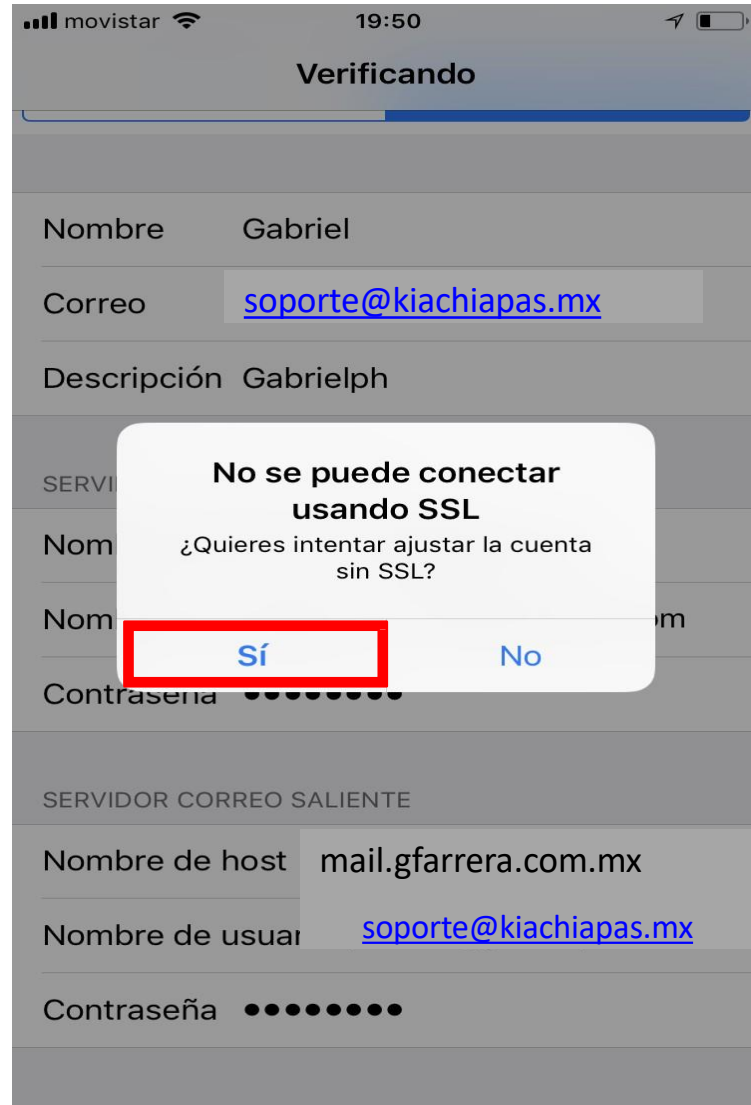 movistar 19:50
Verificando
Nombre Gabriel
Correo soporte@kiachiapas.mx
Descripción Gabrielph
No se puede conectar
usando SSL
¿Quieres intentar ajustar la cuenta
sin SSL?
Sí No
Contraseña ••••••••
SERVIDOR CORREO SALIENTE
Nombre de host mail.gfarrera.com.mx
Nombre de soporte@kiachiapas.mx
Contraseña ••••••••